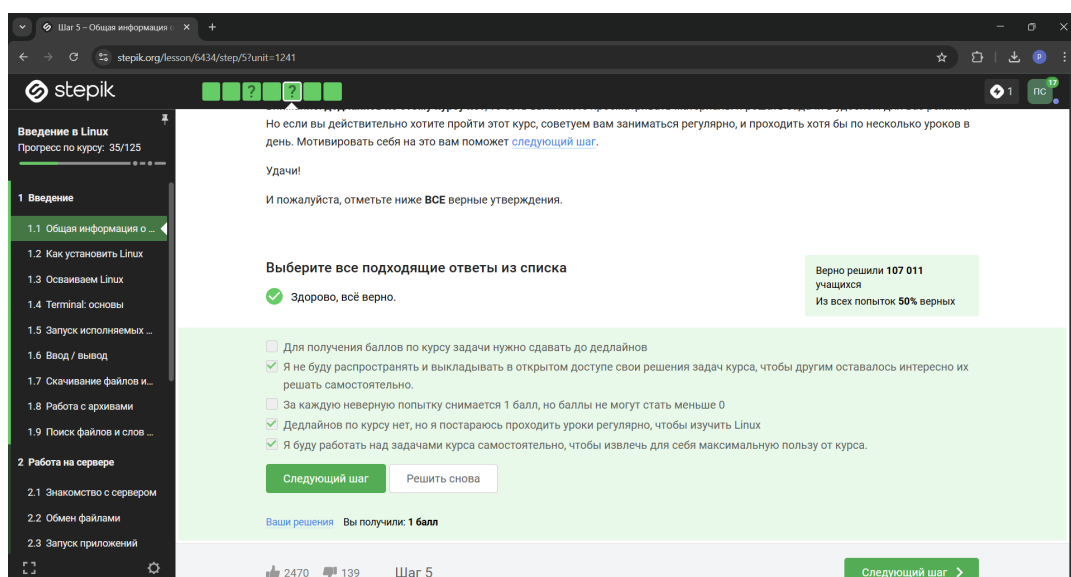 Шаг 5 – Общая информация о
stepik.org/lesson/6434/step/5?unit=1241
P
stepik
?
?
1
ПС
17
Введение в Linux
Прогресс по курсу: 35/125
1 Введение
1.1 Общая информация о ...
1.2 Как установить Linux
1.3 Осваиваем Linux
1.4 Terminal: основы
1.5 Запуск исполняемых ...
1.6 Ввод / вывод
1.7 Скачивание файлов и...
1.8 Работа с архивами
1.9 Поиск файлов и слов ...
2 Работа на сервере
2.1 Знакомство с сервером
2.2 Обмен файлами
2.3 Запуск приложений
Но если вы действительно хотите пройти этот курс, советуем вам заниматься регулярно, и проходить хотя бы по несколько уроков в
день. Мотивировать себя на это вам поможет следующий шаг.
Удачи!
И пожалуйста, отметьте ниже ВСЕ верные утверждения.
Выберите все подходящие ответы из списка
Здорово, всё верно.
Верно решили 107 011
учащихся
Из всех попыток 50% верных
Для получения баллов по курсу задачи нужно сдавать до дедлайнов
Я не буду распространять и выкладывать в открытом доступе свои решения задач курса, чтобы другим оставалось интересно их
решать самостоятельно.
За каждую неверную попытку снимается 1 балл, но баллы не могут стать меньше 0
Дедлайнов по курсу нет, но я постараюсь проходить уроки регулярно, чтобы изучить Linux
Я буду работать над задачами курса самостоятельно, чтобы извлечь для себя максимальную пользу от курса.
Следующий шаг
Решить снова
Ваши решения Вы получили: 1 балл
2470 139 Шаг 5
Следующий шаг